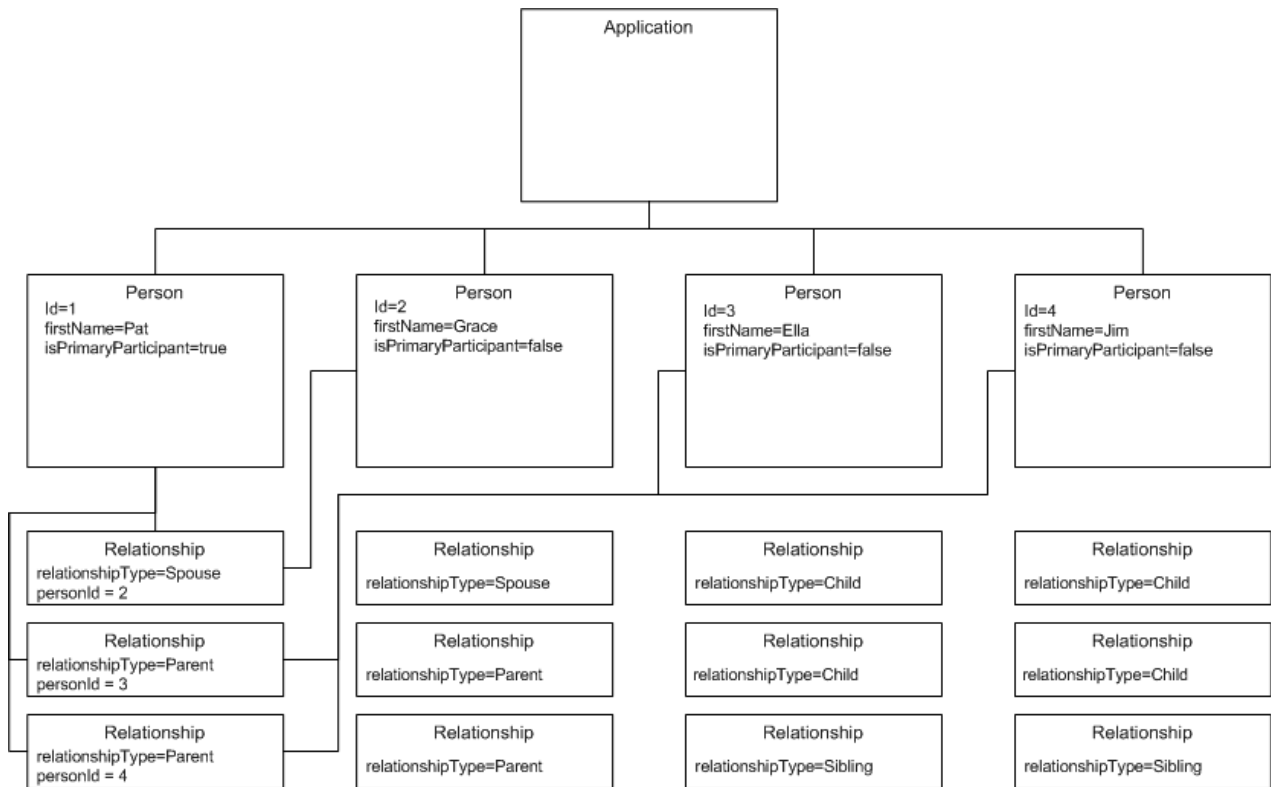 Application
Person
Id=1
firstName=Pat
isPrimaryParticipant=true
Person
Id=2
firstName=Grace
isPrimaryParticipant=false
Person
Id=3
firstName=Ella
isPrimaryParticipant=false
Person
Id=4
firstName=Jim
isPrimaryParticipant=false
Relationship
relationshipType=Spouse
personId = 2
Relationship
relationshipType=Spouse
Relationship
relationshipType=Child
Relationship
relationshipType=Child
Relationship
relationshipType=Parent
personId = 3
Relationship
relationshipType=Parent
Relationship
relationshipType=Child
Relationship
relationshipType=Child
Relationship
relationshipType=Parent
personId = 4
Relationship
relationshipType=Parent
Relationship
relationshipType=Sibling
Relationship
relationshipType=Sibling